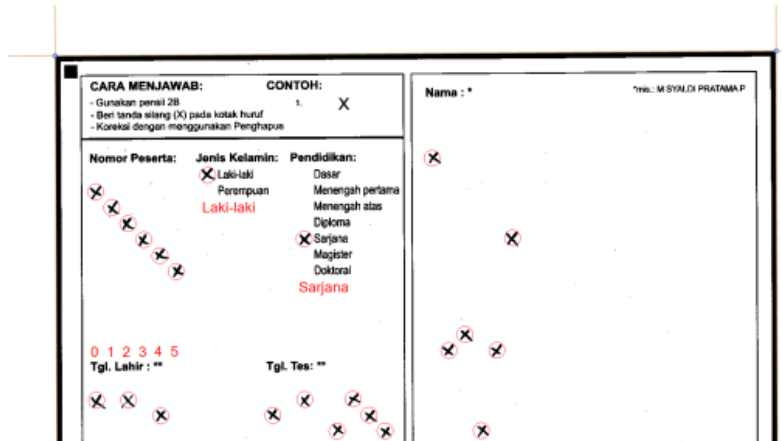 CARA MENJAWAB:
CONTOH:
- Gunakan pensil 2B
- Beri tanda silang (X) pada kotak huruf
- Koreksi dengan menggunakan Penghapus
1. X
Nomor Peserta:
0 1 2 3 4 5
Jenis Kelamin:
Laki-laki
Perempuan
Laki-laki
Pendidikan:
Dasar
Menengah pertama
Menengah atas
Diploma
Sarjana
Magister
Doktoral
Sarjana
Tgl. Lahir : **
Tgl. Tes: **
Nama : *
*mis.: M SYALDI PRATAMA P